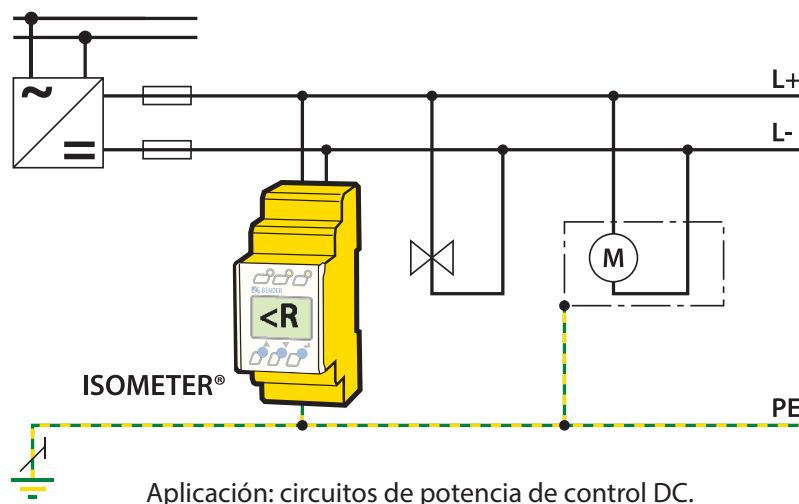 L+
L-
M
BENDER
<R
ISOMETER®
PE
Aplicación: circuitos de potencia de control DC.